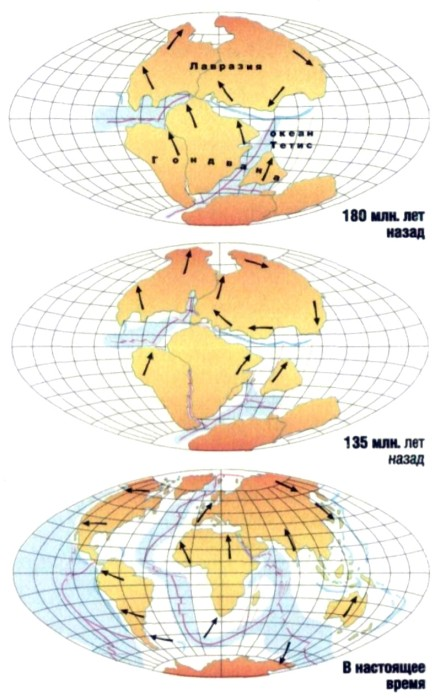 Лавразия
океан
Тетис
Гондвана
180 млн. лет
назад
135 млн. лет
назад
В настоящее
время